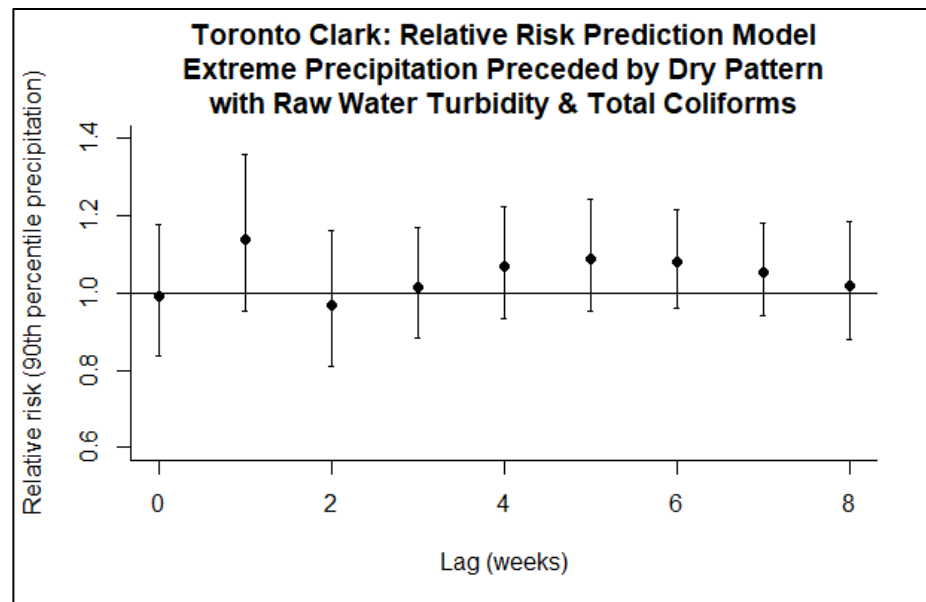 Toronto Clark: Relative Risk Prediction Model
Extreme Precipitation Preceded by Dry Pattern
with Raw Water Turbidity & Total Coliforms
Relative risk (90th percentile precipitation)
1.4
1.2
1.0
0.8
0.6
0 2 4 6 8
Lag (weeks)